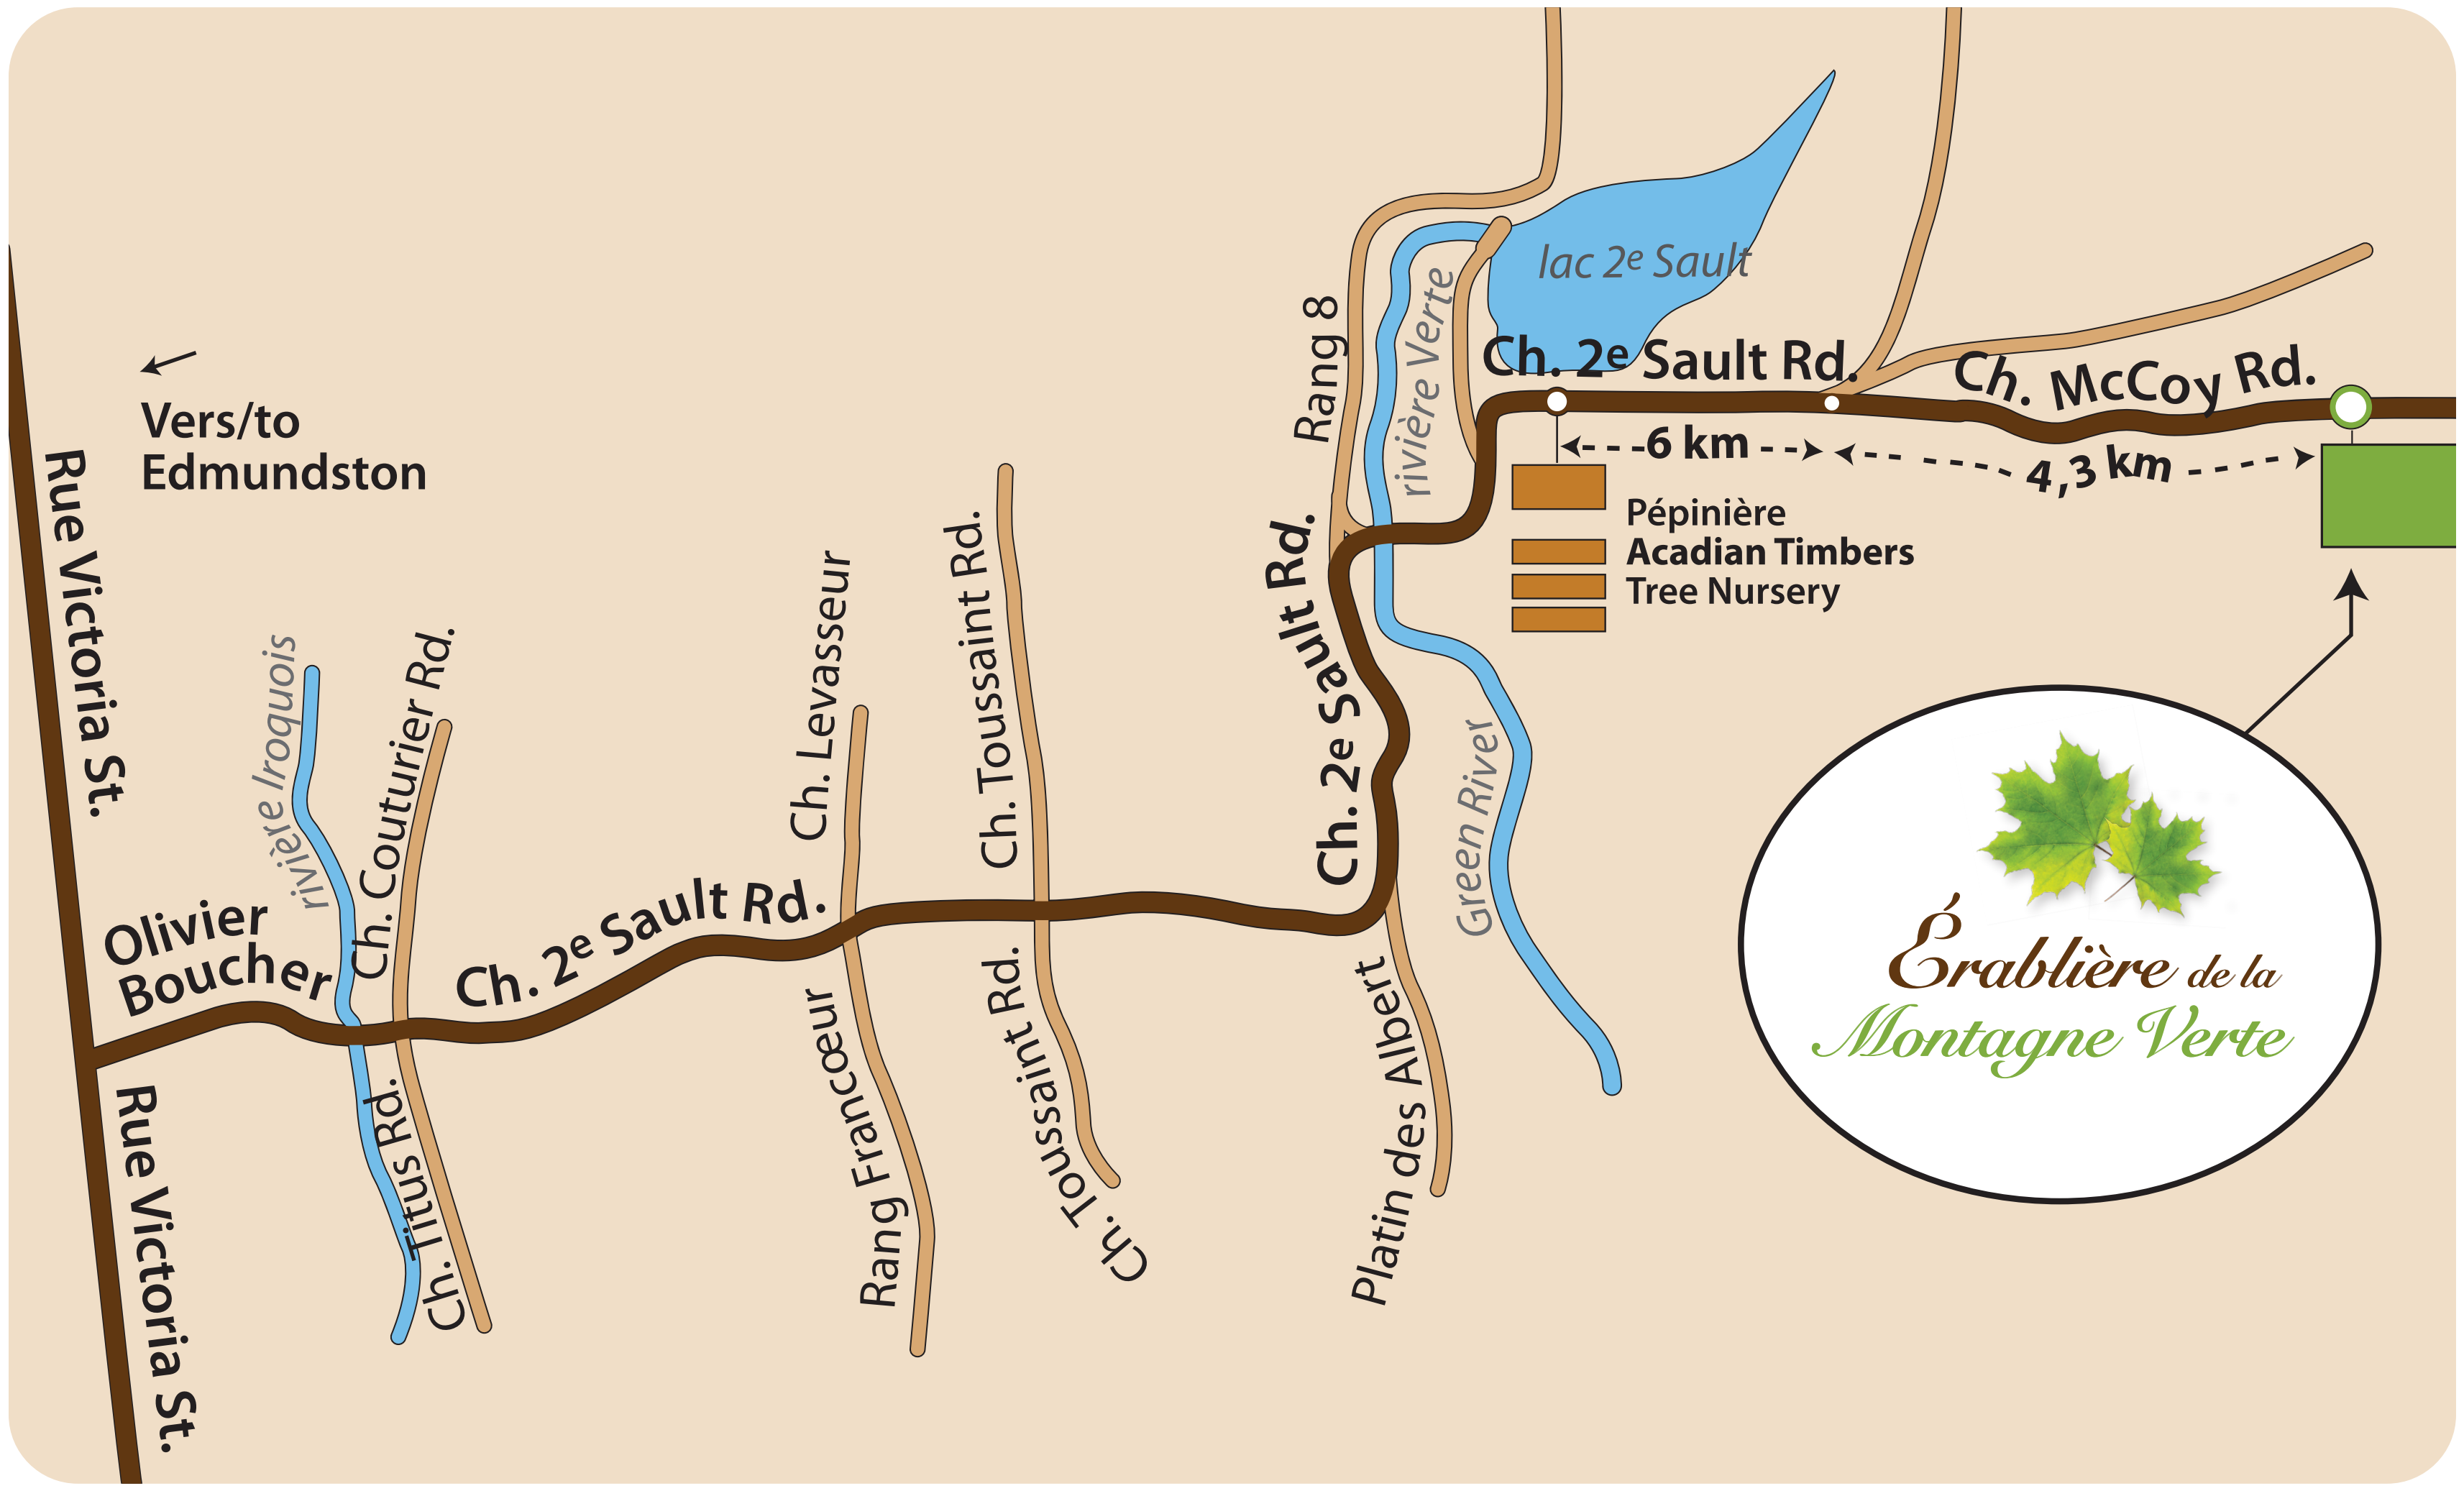 Vers/to
Edmundston
Rue Victoria St.
Rue Victoria St.
rivière Iroquois
Ch. Couturier Rd.
Olivier
Boucher
Ch. Titus Rd.
Ch. 2e Sault Rd.
Ch. Levasseur
Rang Francœur
Ch. Toussaint Rd.
Ch. Toussaint Rd.
Ch. 2e Sault Rd.
Platin des Albert
Rang 8
rivière Verte
Green River
lac 2e Sault
Ch. 2e Sault Rd.
Ch. McCoy Rd.
6 km
4,3 km
Pépinière
Acadian Timbers
Tree Nursery
Érablière de la
Montagne Verte